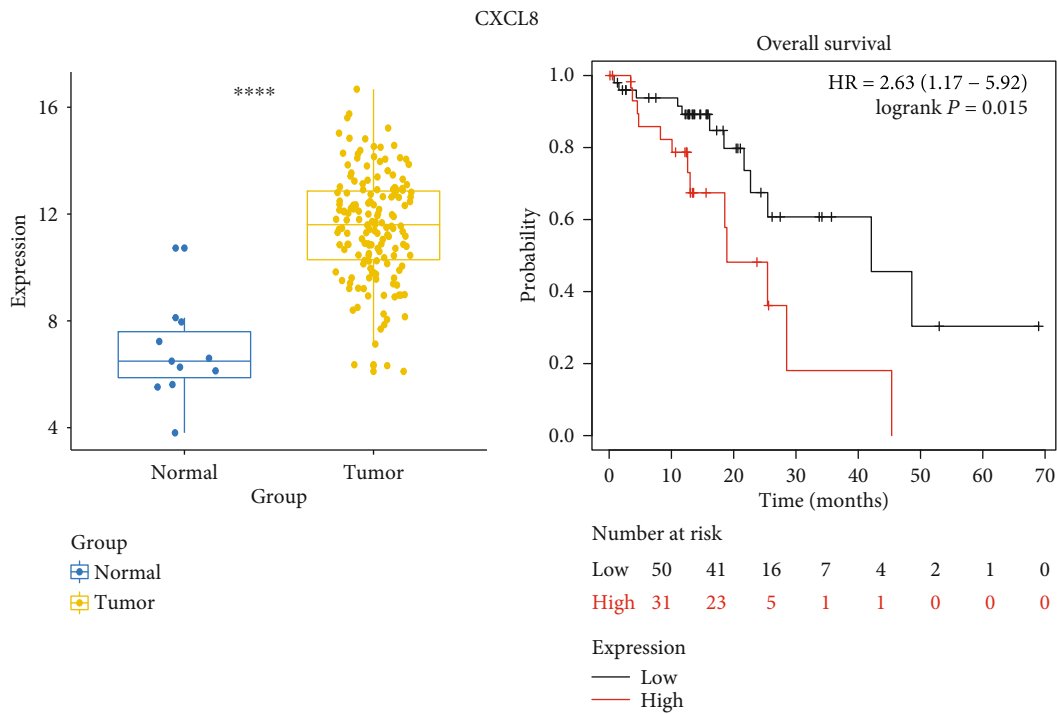 CXCL8
****
16
12
8
4
Expression
Normal Tumor
Group
Group
Normal
Tumor
Overall survival
HR = 2.63 (1.17 – 5.92)
logrank P = 0.015
1.0
0.8
0.6
0.4
0.2
0.0
Probability
0 10 20 30 40 50 60 70
Time (months)
Number at risk
Low 50 41 16 7 4 2 1 0
High 31 23 5 1 1 0 0 0
Expression
Low
High